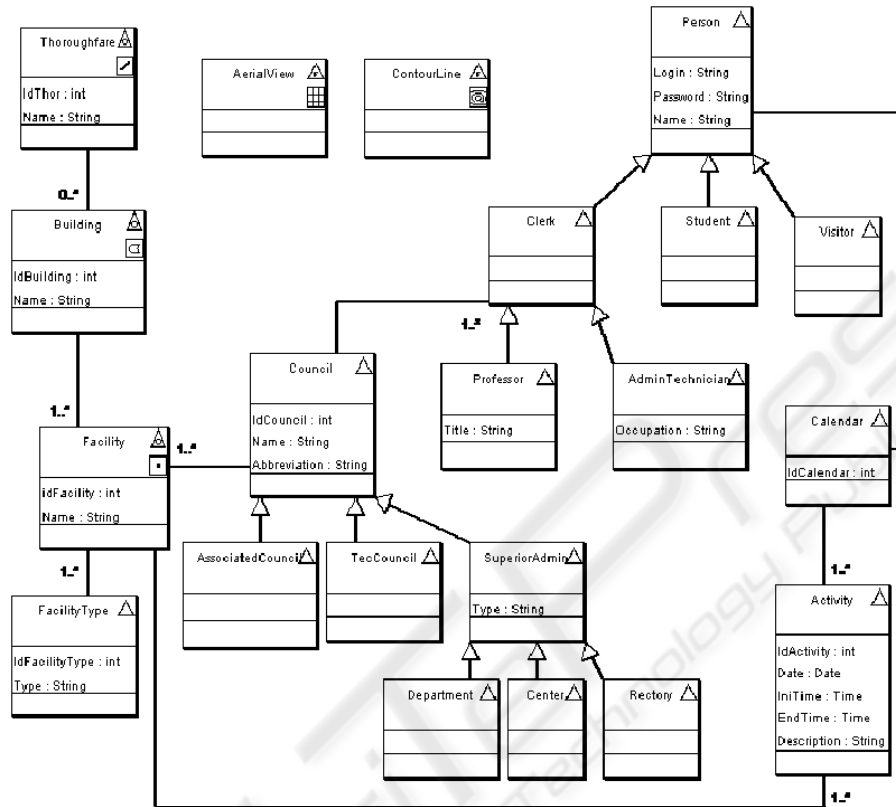 Thoroughfare
IdThor : int
Name : String
AerialView
ContourLine
Person
Login : String
Password : String
Name : String
0..*
Building
IdBuilding : int
Name : String
Clerk
Student
Visitor
1..*
Council
IdCouncil : int
Name : String
Abbreviation : String
Professor
Title : String
AdminTechnician
Occupation : String
1..*
Facility
idFacility : int
Name : String
1..*
Calendar
IdCalendar : int
AssociatedCouncil
TecCouncil
SuperiorAdmin
Type : String
1..*
FacilityType
IdFacilityType : int
Type : String
1..*
Activity
IdActivity : int
Date : Date
IniTime : Time
EndTime : Time
Description : String
Department
Center
Rectory
1..*